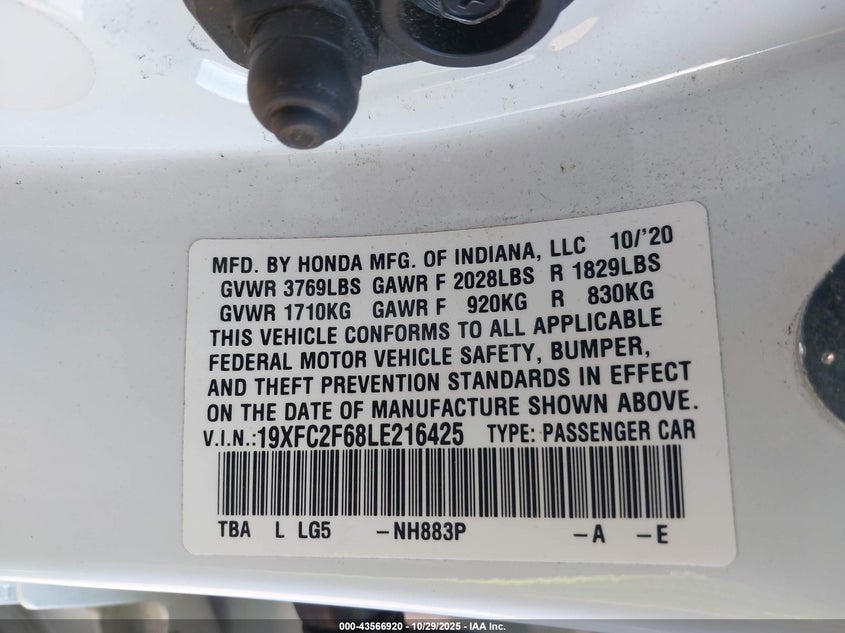 MFD. BY HONDA MFG. OF INDIANA, LLC 10/'20
GVWR 3769LBS GAWR F 2028LBS R 1829LBS
GVWR 1710KG GAWR F 920KG R 830KG
THIS VEHICLE CONFORMS TO ALL APPLICABLE
FEDERAL MOTOR VEHICLE SAFETY, BUMPER,
AND THEFT PREVENTION STANDARDS IN EFFECT
ON THE DATE OF MANUFACTURE SHOWN ABOVE.
V.I.N.:19XFC2F68LE216425 TYPE: PASSENGER CAR
TBA L LG5 -NH883P -A -E
000-43566920 | 10/29/2025 | IAA Inc.